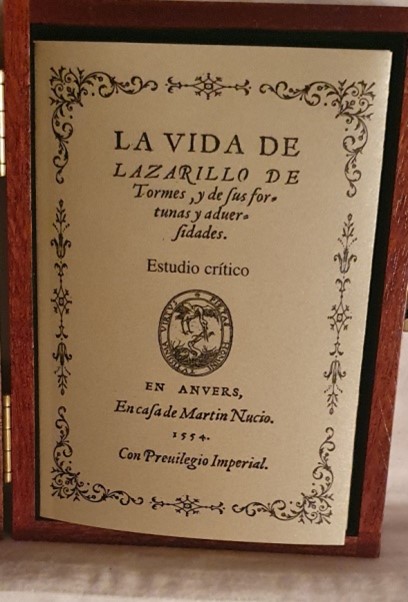 LA VIDA DE
LAZARILLO DE
Tormes, y de ſus for-
tunas y aduer-
ſidades.
Estudio crítico
EN ANVERS,
En caſa de Martin Nucio.
1554.
Con Preuilegio Imperial.